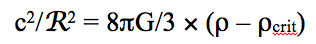 c²/ℛ² = 8πG/3 × (ρ – ρcrit)